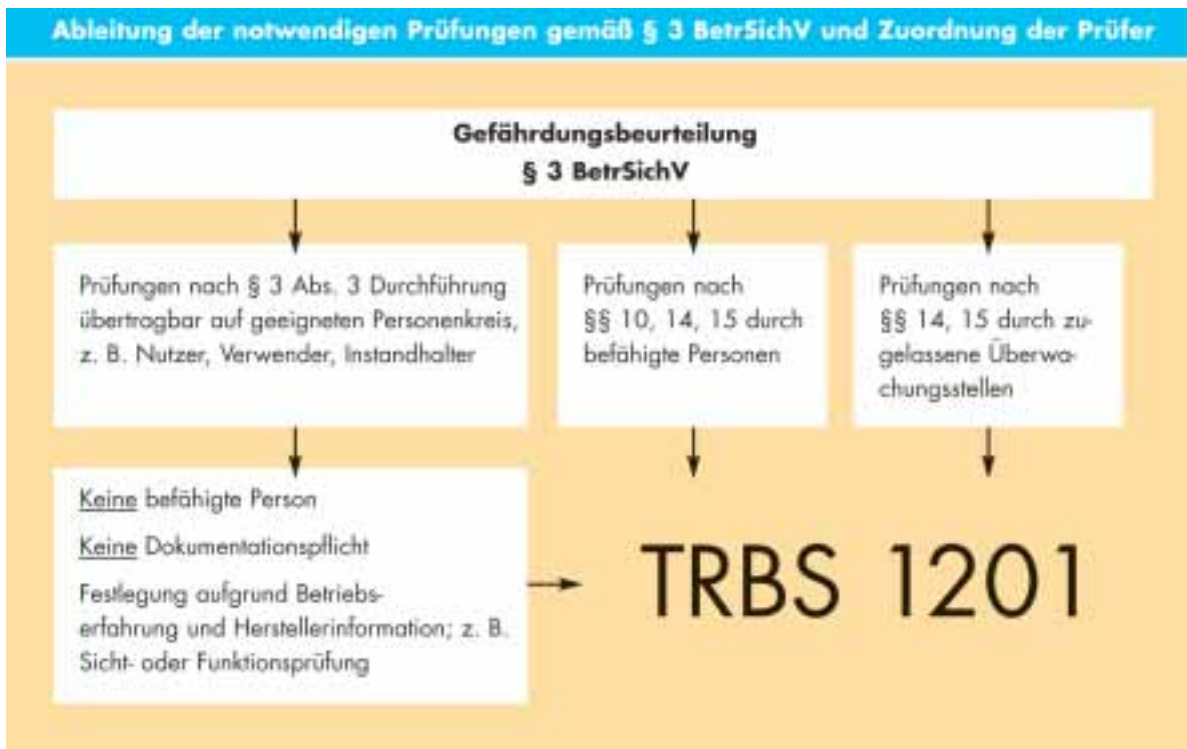 Ableitung der notwendigen Prüfungen gemäß § 3 BetrSichV und Zuordnung der Prüfer
Gefährdungsbeurteilung
§ 3 BetrSichV
Prüfungen nach § 3 Abs. 3 Durchführung
übertragbar auf geeigneten Personenkreis,
z. B. Nutzer, Verwender, Instandhalter
Prüfungen nach
§§ 10, 14, 15 durch
befähigte Personen
Prüfungen nach
§§ 14, 15 durch zu-
gelassene Überwa-
chungsstellen
Keine befähigte Person
Keine Dokumentationspflicht
Festlegung aufgrund Betriebs-
erfahrung und Herstellerinformation; z. B.
Sicht- oder Funktionsprüfung
TRBS 1201